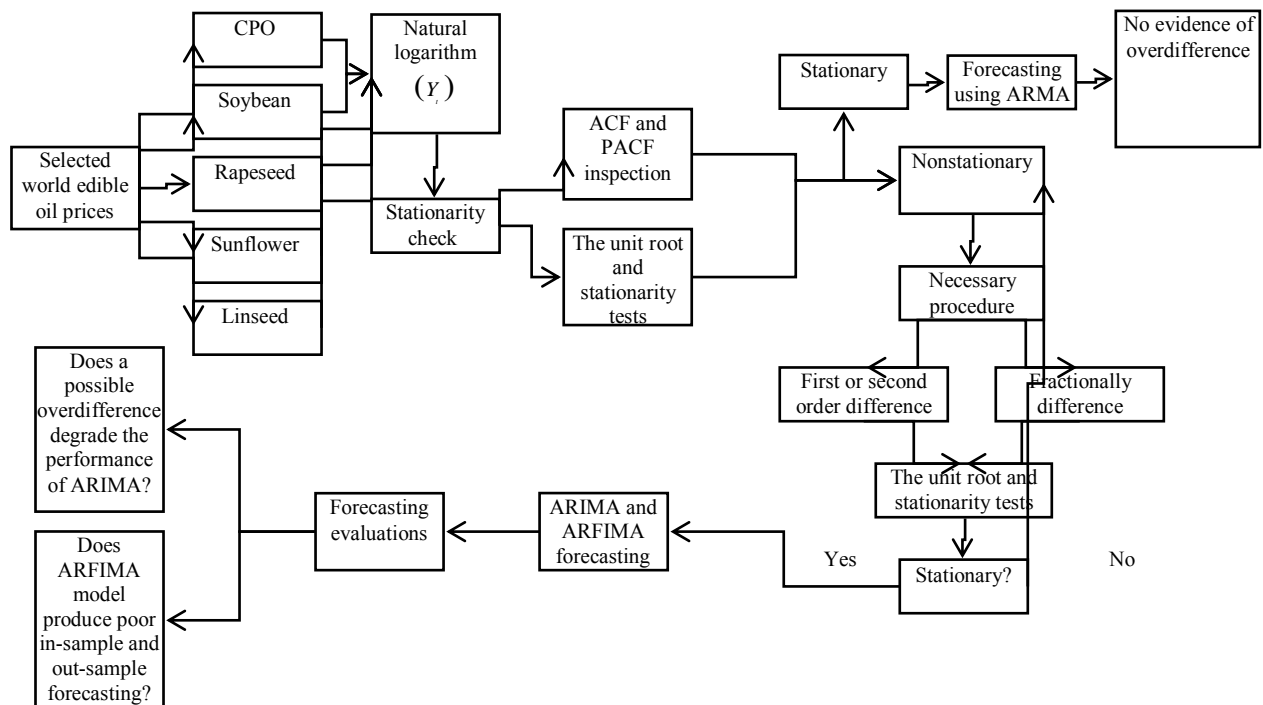 Selected
world edible
oil prices
CPO
Soybean
Rapeseed
Sunflower
Linseed
Natural
logarithm
(Y_t)
Stationarity
check
ACF and
PACF
inspection
The unit root
and
stationarity
tests
Stationary
Forecasting
using ARMA
No evidence of
overdifference
Nonstationary
Necessary
procedure
First or second
order difference
Fractionally
difference
The unit root and
stationarity tests
Stationary?
Yes
No
ARIMA and
ARFIMA
forecasting
Forecasting
evaluations
Does a
possible
overdifference
degrade the
performance
of ARIMA?
Does
ARFIMA
model
produce poor
in-sample and
out-sample
forecasting?